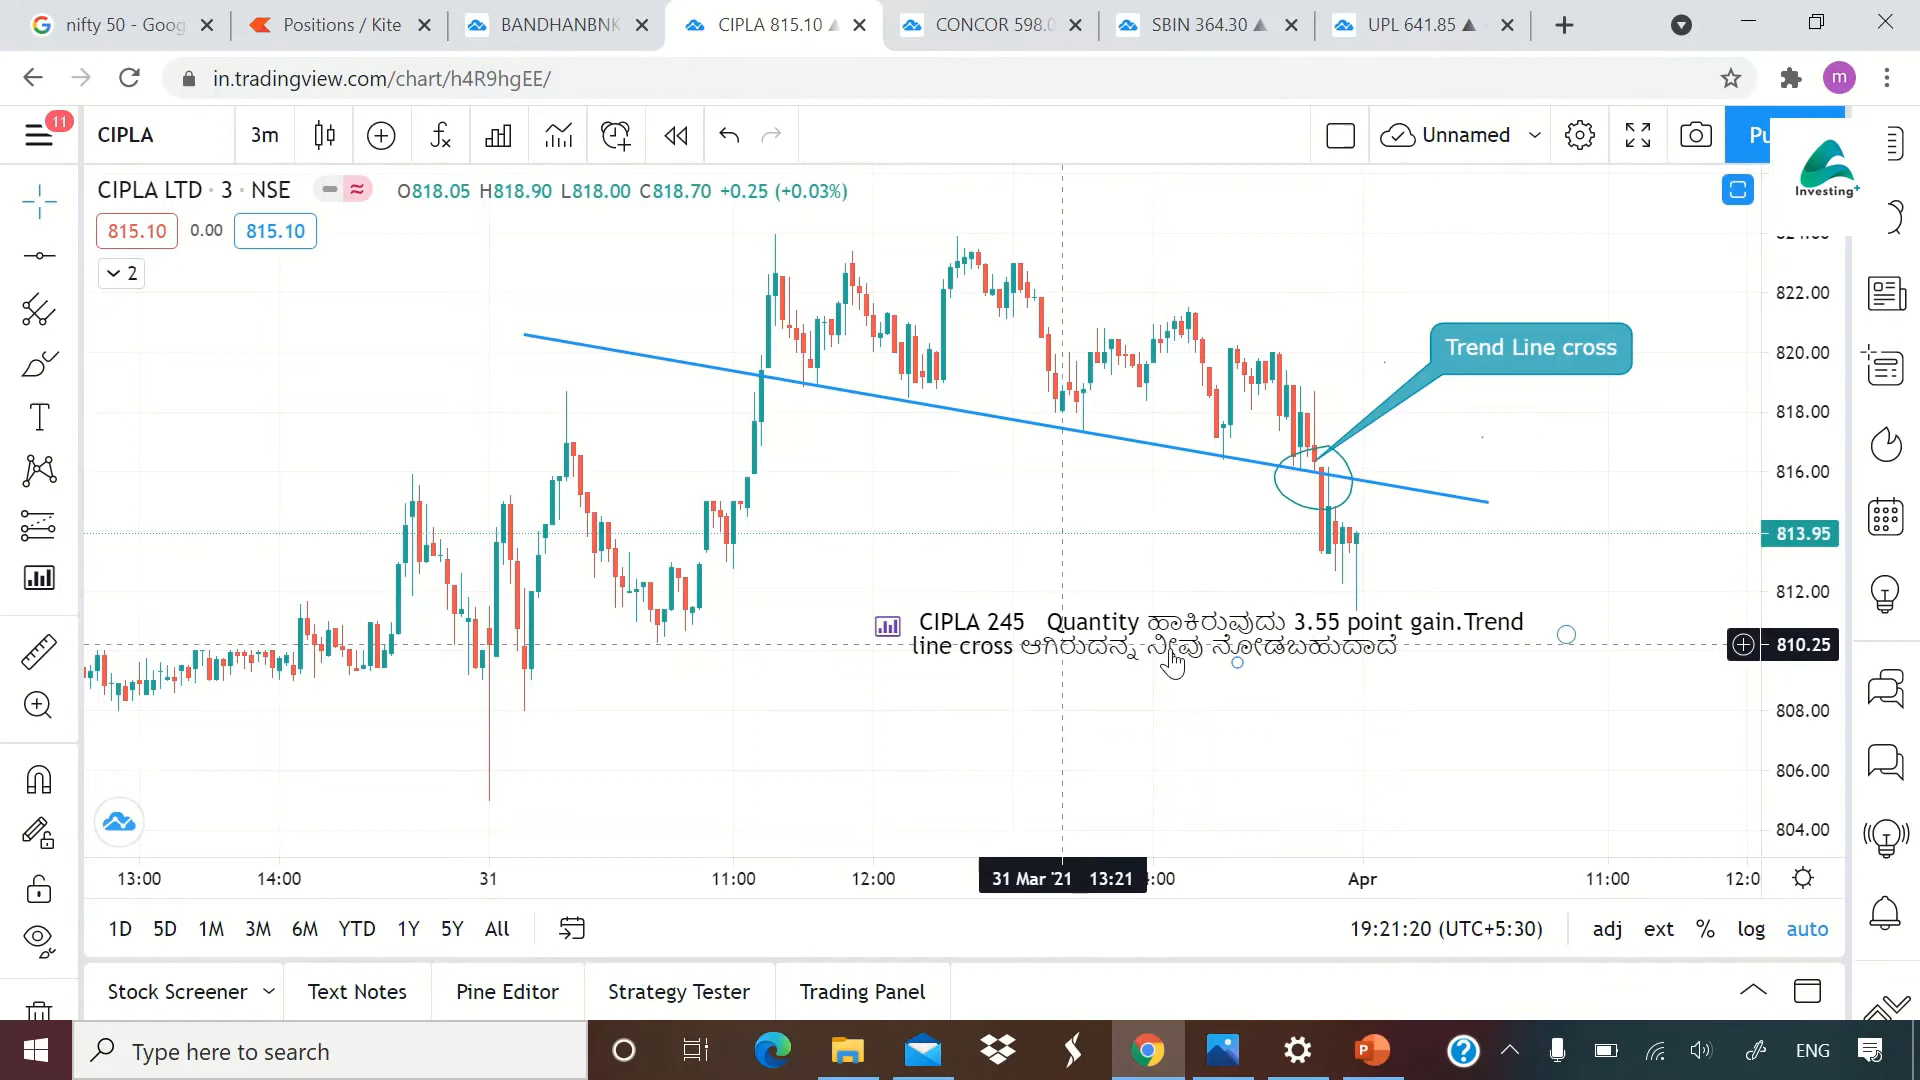 nifty 50 - Goog
Positions / Kite
BANDHANBNK
CIPLA 815.10
CONCOR 598.0
SBIN 364.30
UPL 641.85
in.tradingview.com/chart/h4R9hgEE/
m
11
CIPLA
3m
Unnamed
Pu
Investing+
CIPLA LTD · 3 · NSE
O818.05 H818.90 L818.00 C818.70 +0.25 (+0.03%)
815.10 0.00 815.10
2
Trend Line cross
822.00
820.00
818.00
816.00
813.95
812.00
810.25
808.00
806.00
804.00
CIPLA 245 Quantity ಹಾಕಿರುವುದು 3.55 point gain.Trend
line cross ಆಗಿರುದನ್ನ ನೀವು ನೋಡಬಹುದಾದೆ
13:00 14:00 31 11:00 12:00 31 Mar '21 13:21 :00 Apr 11:00 12:0
1D 5D 1M 3M 6M YTD 1Y 5Y All
19:21:20 (UTC+5:30) adj ext % log auto
Stock Screener Text Notes Pine Editor Strategy Tester Trading Panel
Type here to search
ENG